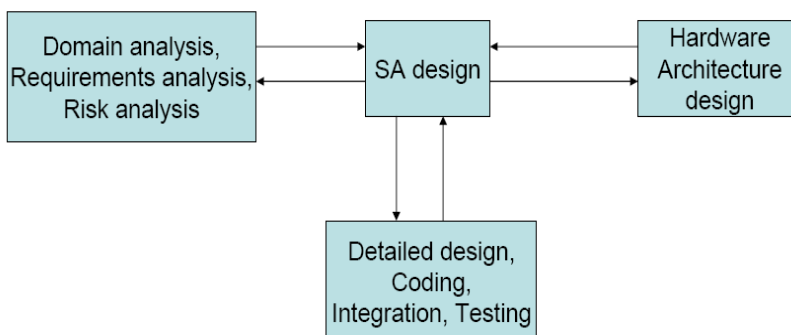 Domain analysis,
Requirements analysis,
Risk analysis
SA design
Hardware
Architecture
design
Detailed design,
Coding,
Integration, Testing